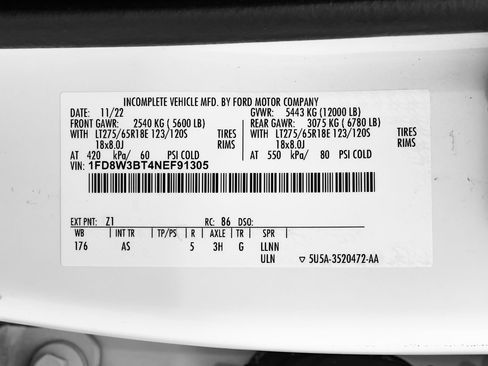 INCOMPLETE VEHICLE MFD. BY FORD MOTOR COMPANY
DATE: 11/22 GVWR: 5443 KG (12000 LB)
FRONT GAWR: 2540 KG (5600 LB) REAR GAWR: 3075 KG (6780 LB)
WITH LT275/65R18E 123/120S TIRES WITH LT275/65R18E 123/120S TIRES
18x8.0J RIMS 18x8.0J RIMS
AT 420 kPa/ 60 PSI COLD AT 550 kPa/ 80 PSI COLD
VIN: 1FD8W3BT4NEF91305
EXT PNT: Z1 RC: 86 DSO:
WB INT TR TP/PS R AXLE TR SPR
176 AS 5 3H G LLNN
ULN ▽ 5U5A-3520472-AA